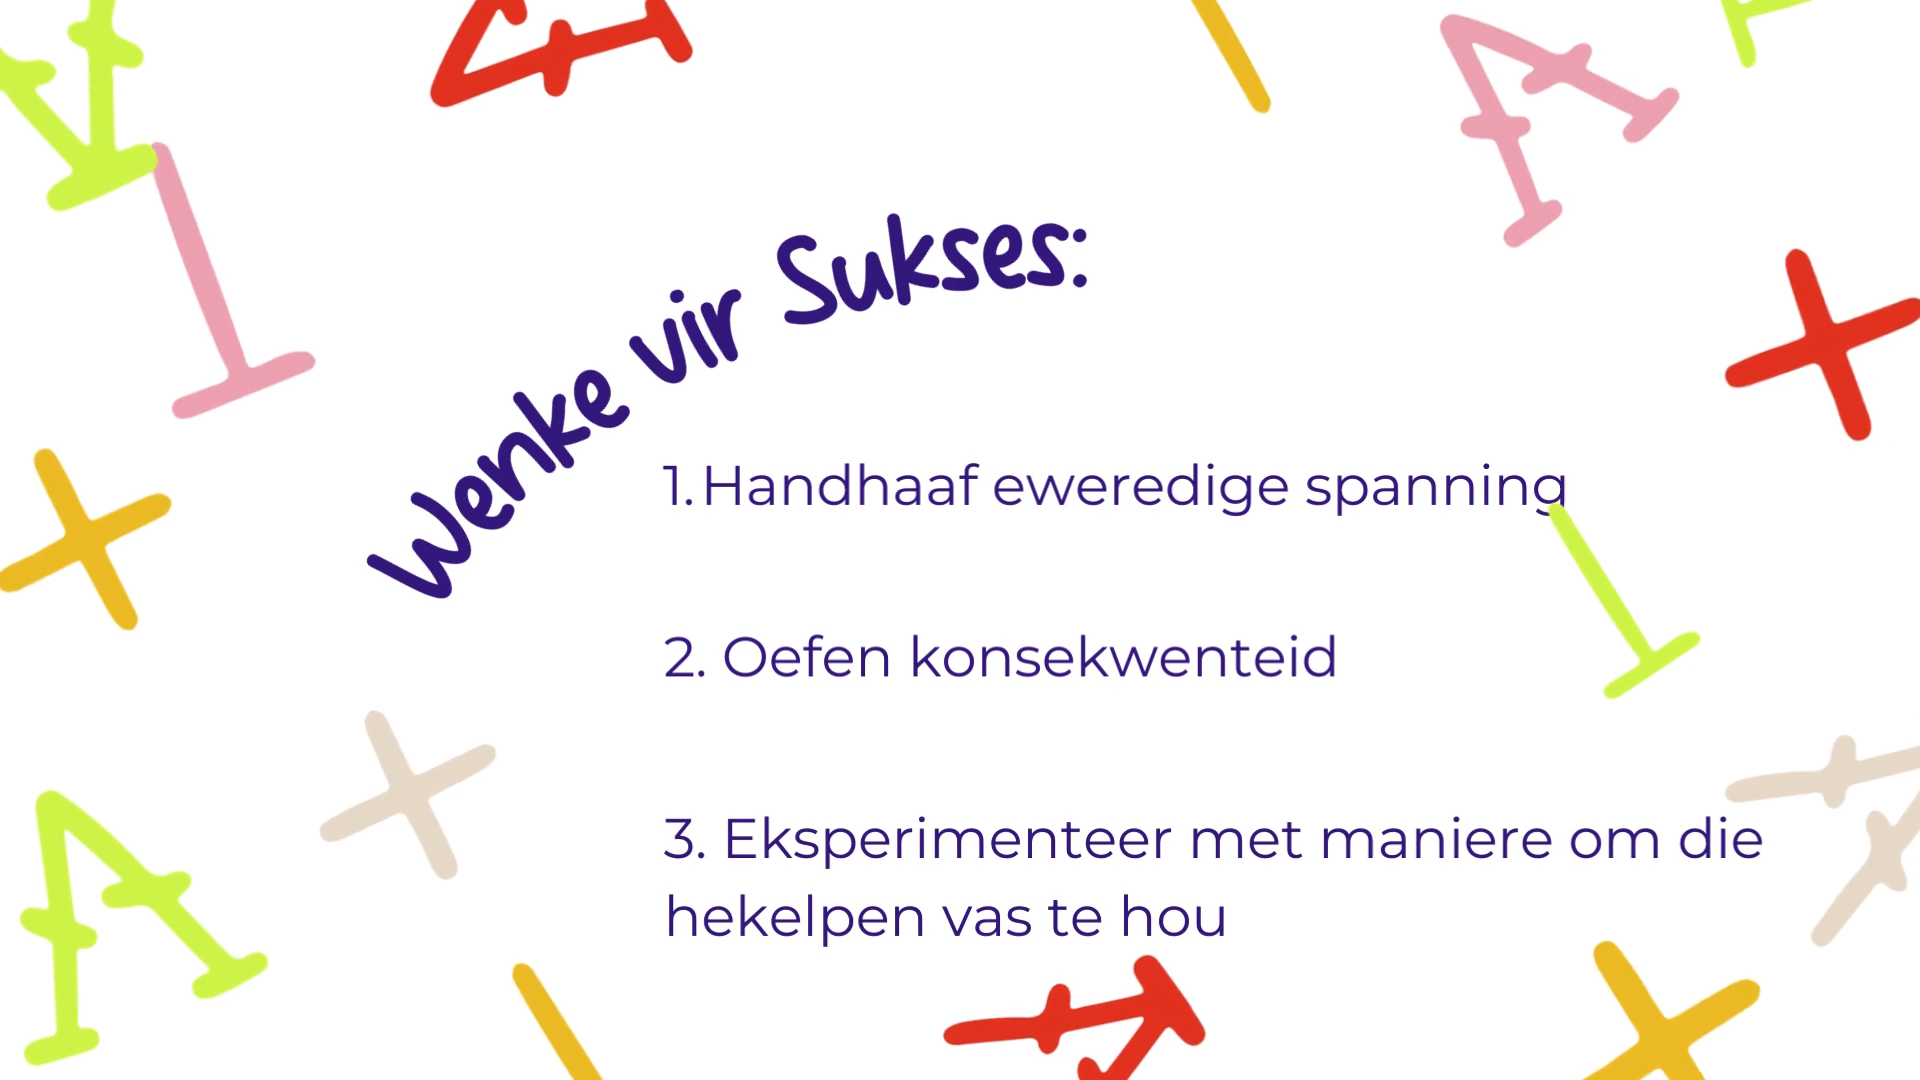 Wenke vir Sukses:
1. Handhaaf eweredige spanning
2. Oefen konsekwenteid
3. Eksperimenteer met maniere om die
hekelpen vas te hou